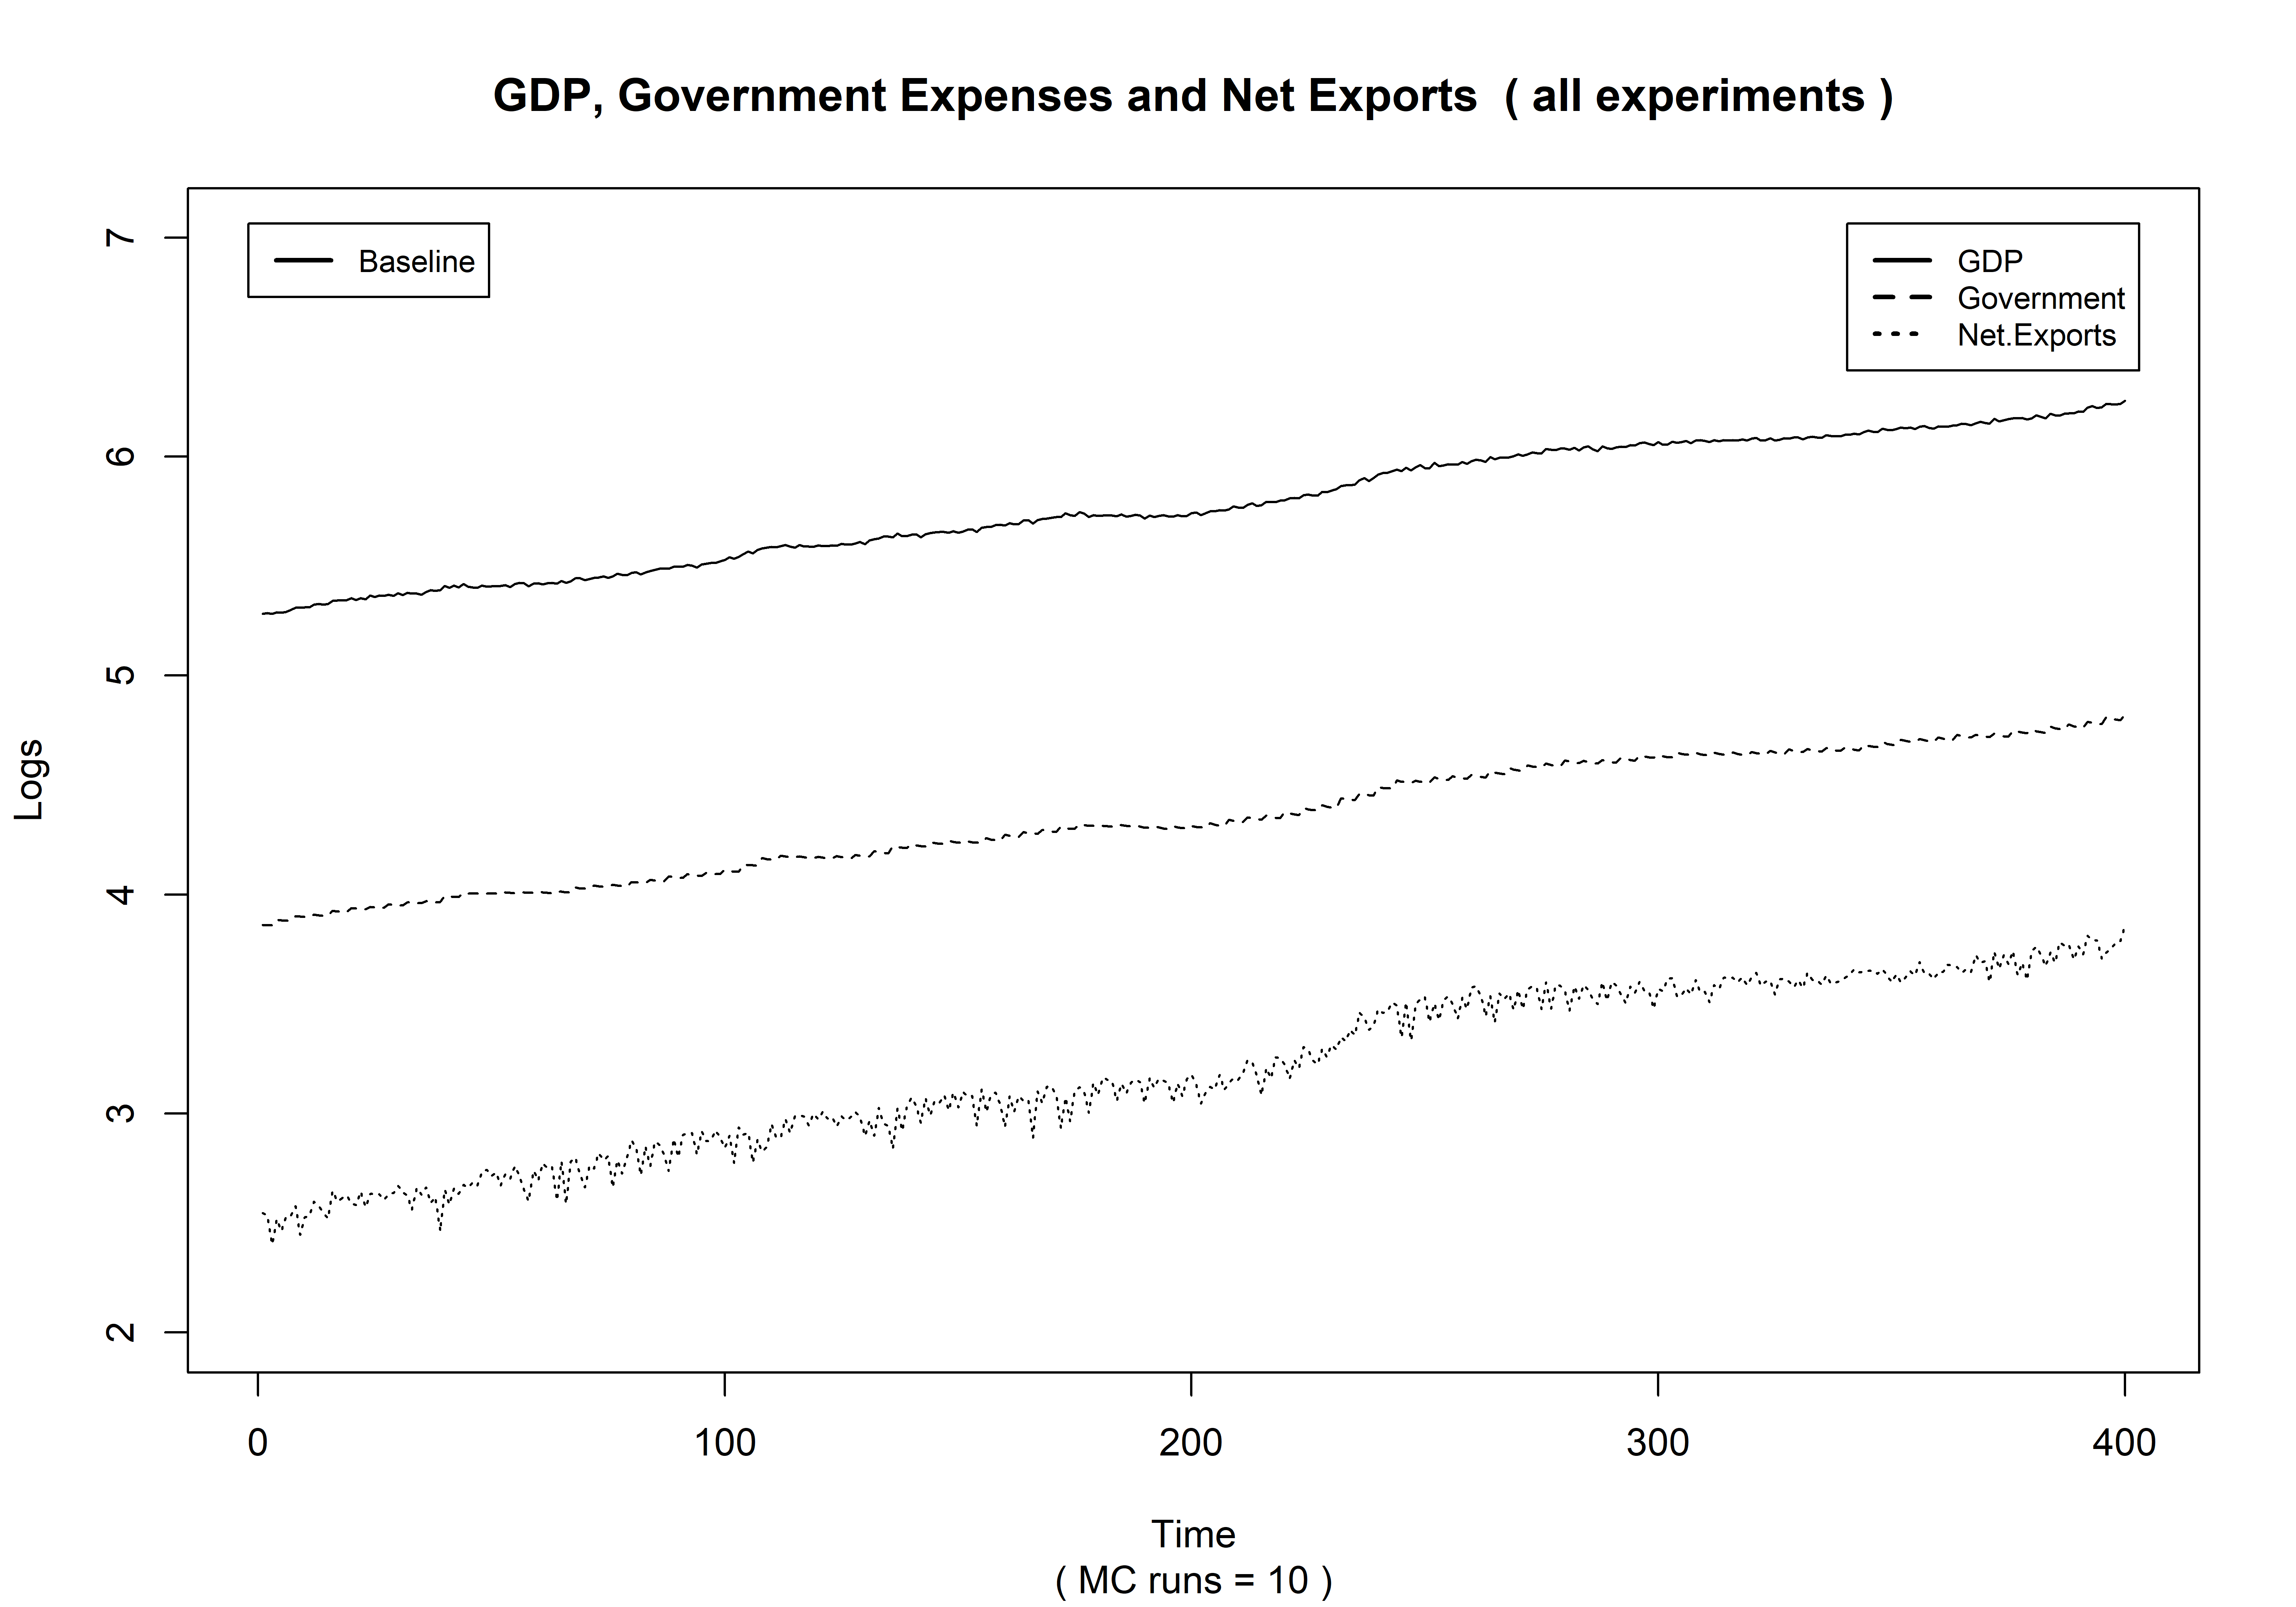 GDP, Government Expenses and Net Exports ( all experiments )
Baseline
GDP
Government
Net.Exports
7
6
5
4
3
2
Logs
0 100 200 300 400
Time
( MC runs = 10 )